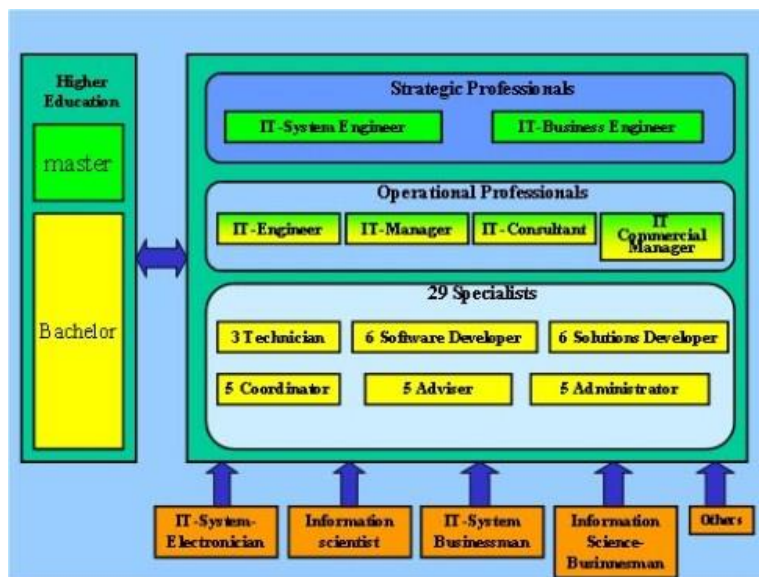 Higher
Education
master
Bachelor
Strategic Professionals
IT-System Engineer
IT-Business Engineer
Operational Professionals
IT-Engineer
IT-Manager
IT-Consultant
IT
Commercial
Manager
29 Specialists
3 Technician
6 Software Developer
6 Solutions Developer
5 Coordinator
5 Adviser
5 Administrator
IT-System-
Electronician
Information
scientist
IT-System
Businessman
Information
Science-
Businnesman
Others